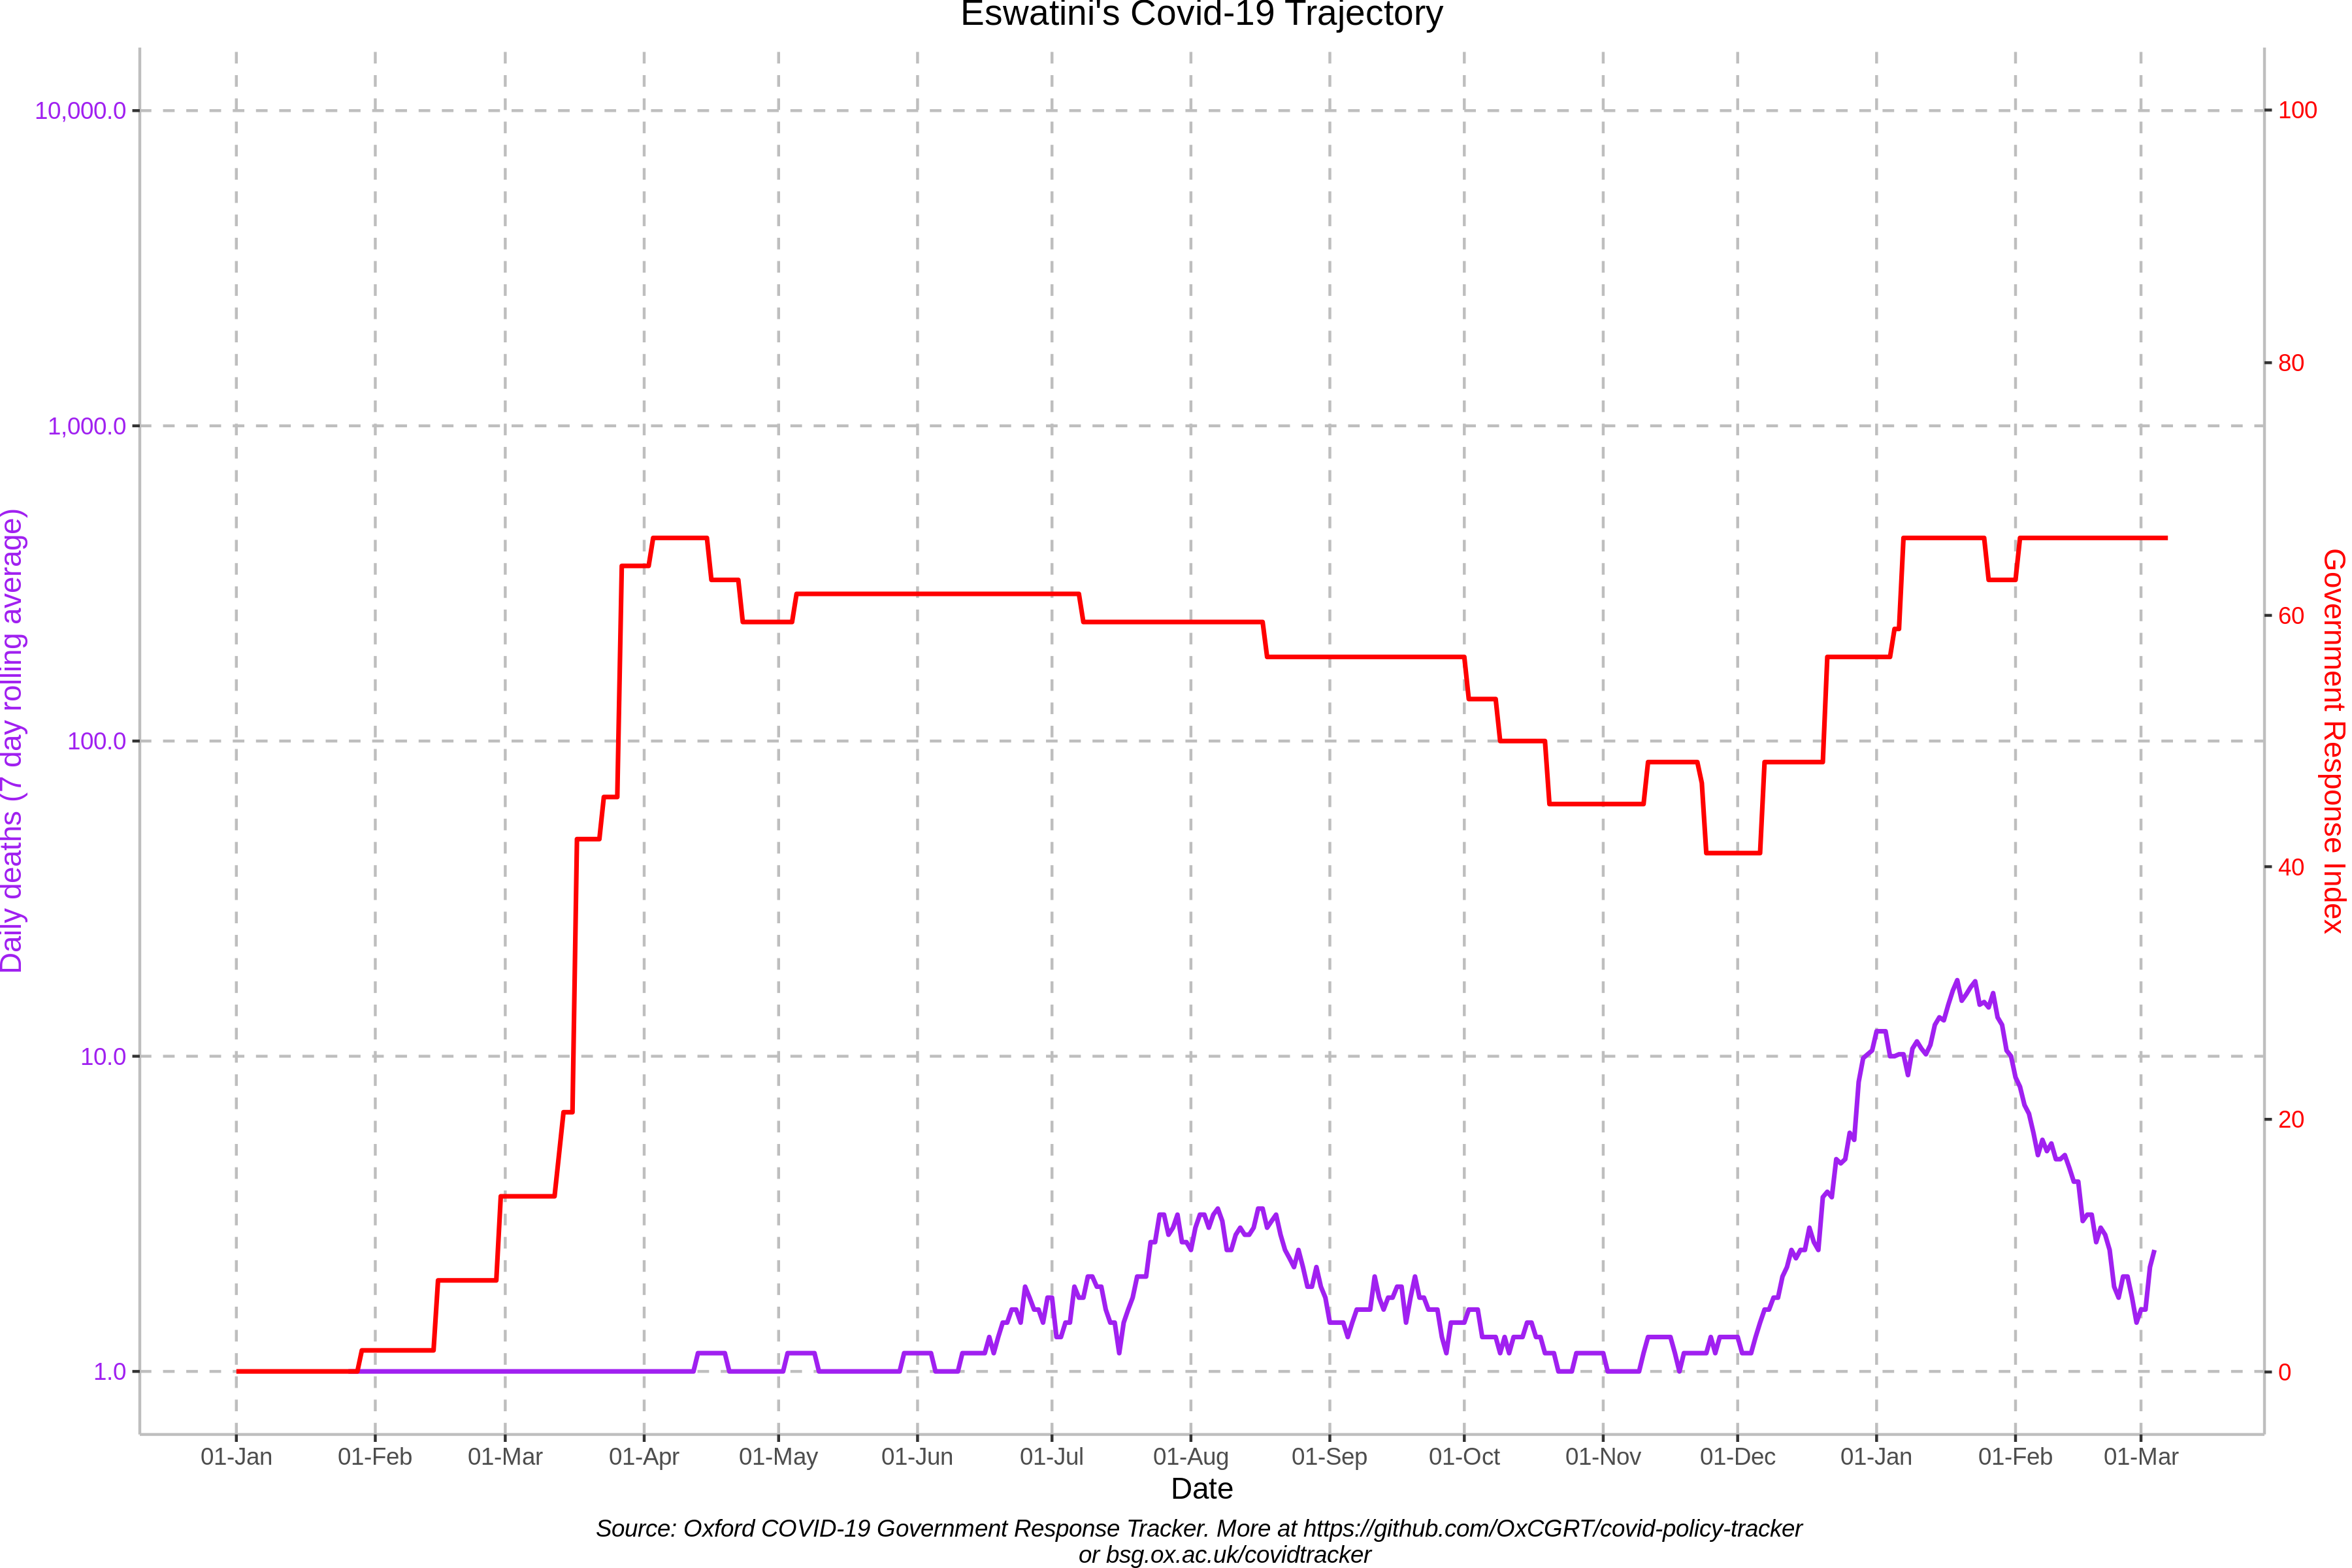 Eswatini's Covid-19 Trajectory
10,000.0
1,000.0
100.0
10.0
1.0
Daily deaths (7 day rolling average)
100
80
60
40
20
0
Government Response Index
01-Jan 01-Feb 01-Mar 01-Apr 01-May 01-Jun 01-Jul 01-Aug 01-Sep 01-Oct 01-Nov 01-Dec 01-Jan 01-Feb 01-Mar
Date
Source: Oxford COVID-19 Government Response Tracker. More at https://github.com/OxCGRT/covid-policy-tracker
or bsg.ox.ac.uk/covidtracker